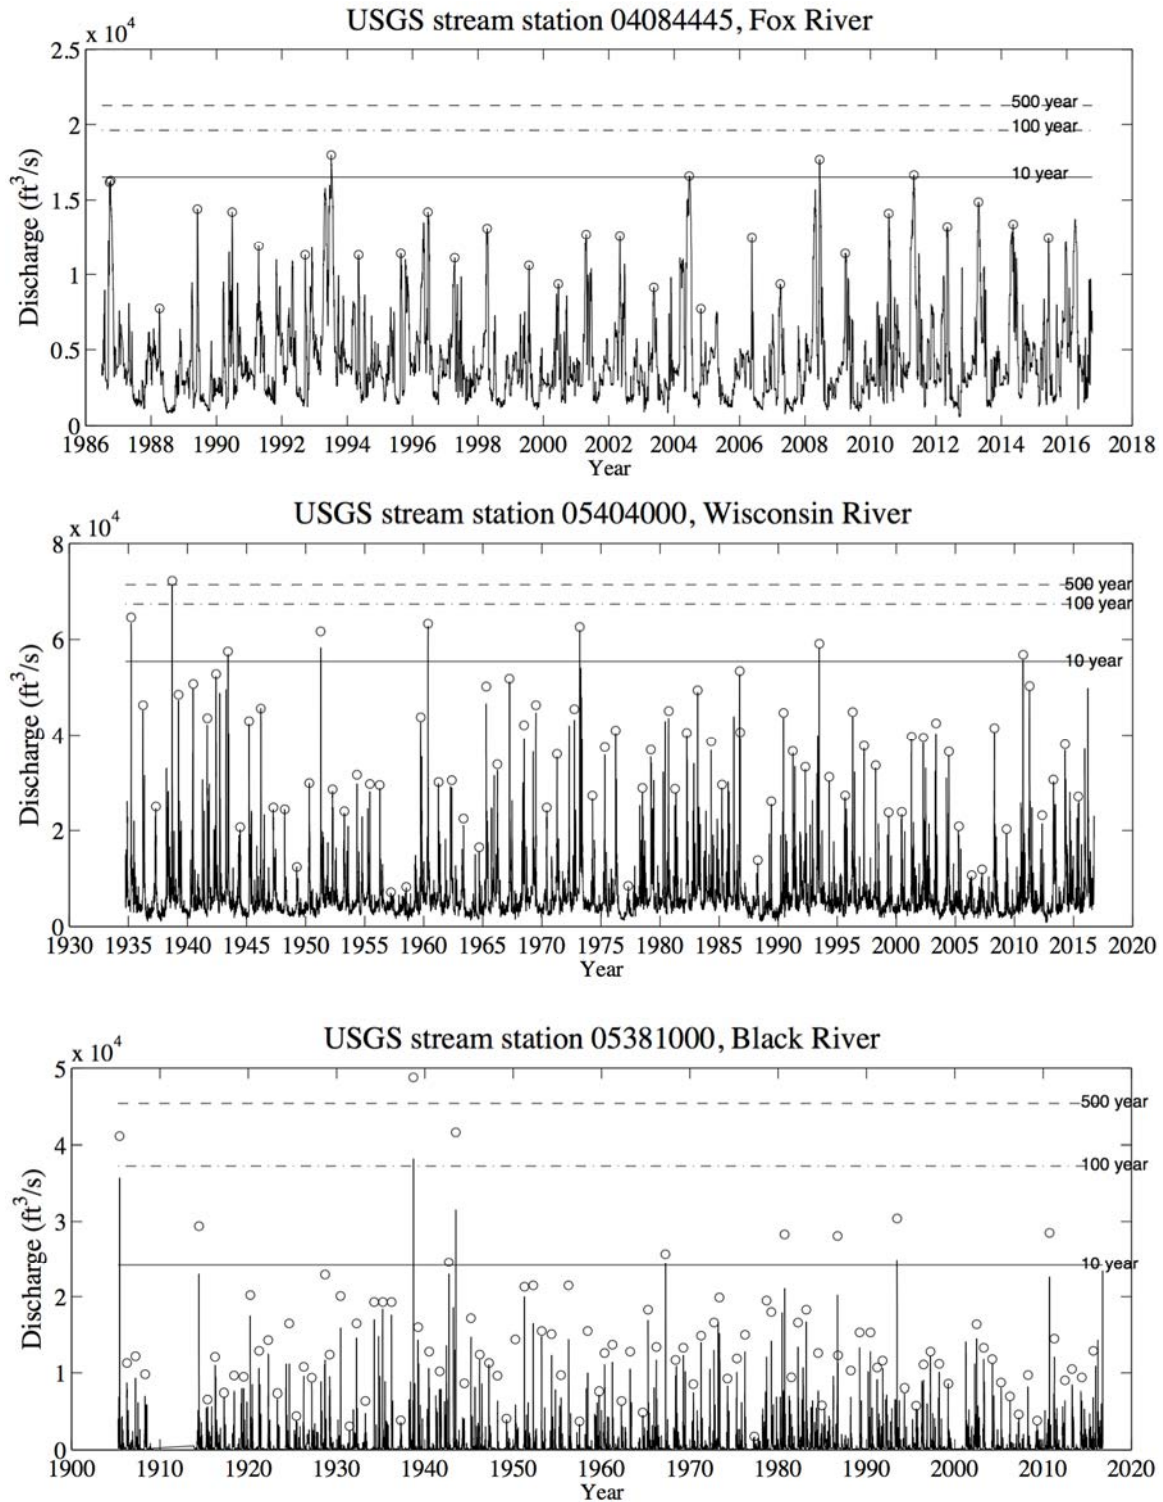 USGS stream station 04084445, Fox River
x 10^4
2.5
500 year
2
100 year
10 year
1.5
1
0.5
0
Discharge (ft^3/s)
1986 1988 1990 1992 1994 1996 1998 2000 2002 2004 2006 2008 2010 2012 2014 2016 2018
Year
USGS stream station 05404000, Wisconsin River
x 10^4
8
500 year
100 year
6
10 year
4
2
0
Discharge (ft^3/s)
1930 1935 1940 1945 1950 1955 1960 1965 1970 1975 1980 1985 1990 1995 2000 2005 2010 2015 2020
Year
USGS stream station 05381000, Black River
x 10^4
5
500 year
4
100 year
3
10 year
2
1
0
Discharge (ft^3/s)
1900 1910 1920 1930 1940 1950 1960 1970 1980 1990 2000 2010 2020
Year